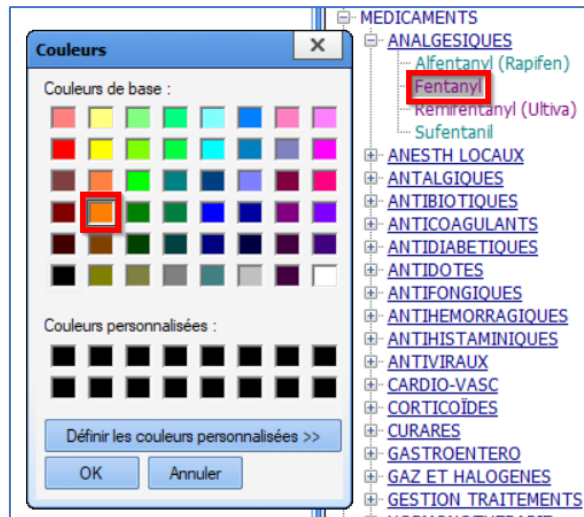 Couleurs
Couleurs de base :
Couleurs personnalisées :
Définir les couleurs personnalisées >>
OK
Annuler
MEDICAMENTS
ANALGESIQUES
Alfentanyl (Rapifen)
Fentanyl
Remifentanyl (Ultiva)
Sufentanil
ANESTH LOCAUX
ANTALGIQUES
ANTIBIOTIQUES
ANTICOAGULANTS
ANTIDIABETIQUES
ANTIDOTES
ANTIFONGIQUES
ANTIHEMORRAGIQUES
ANTIHISTAMINIQUES
ANTIVIRAUX
CARDIO-VASC
CORTICOÏDES
CURARES
GASTROENTERO
GAZ ET HALOGENES
GESTION TRAITEMENTS